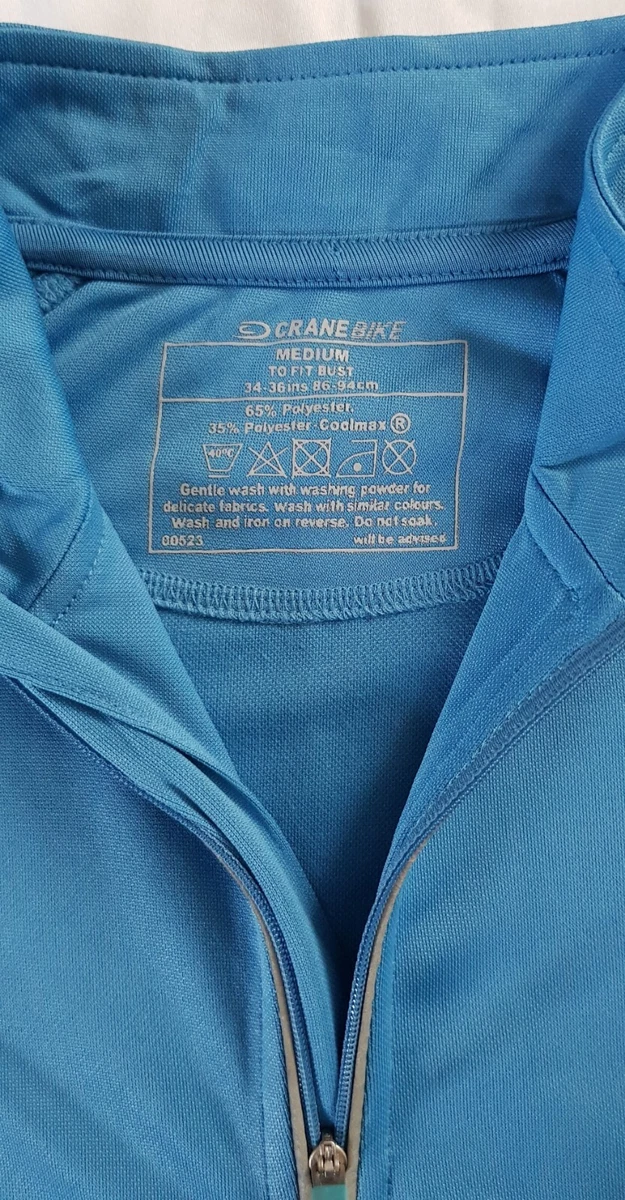 CRANE BIKE
MEDIUM
TO FIT BUST
34-36ins 86-94cm
65% Polyester.
35% Polyester-Coolmax ®
40°C
Gentle wash with washing powder for
delicate fabrics. Wash with similar colours.
Wash and iron on reverse. Do not soak.
00523 will be advised